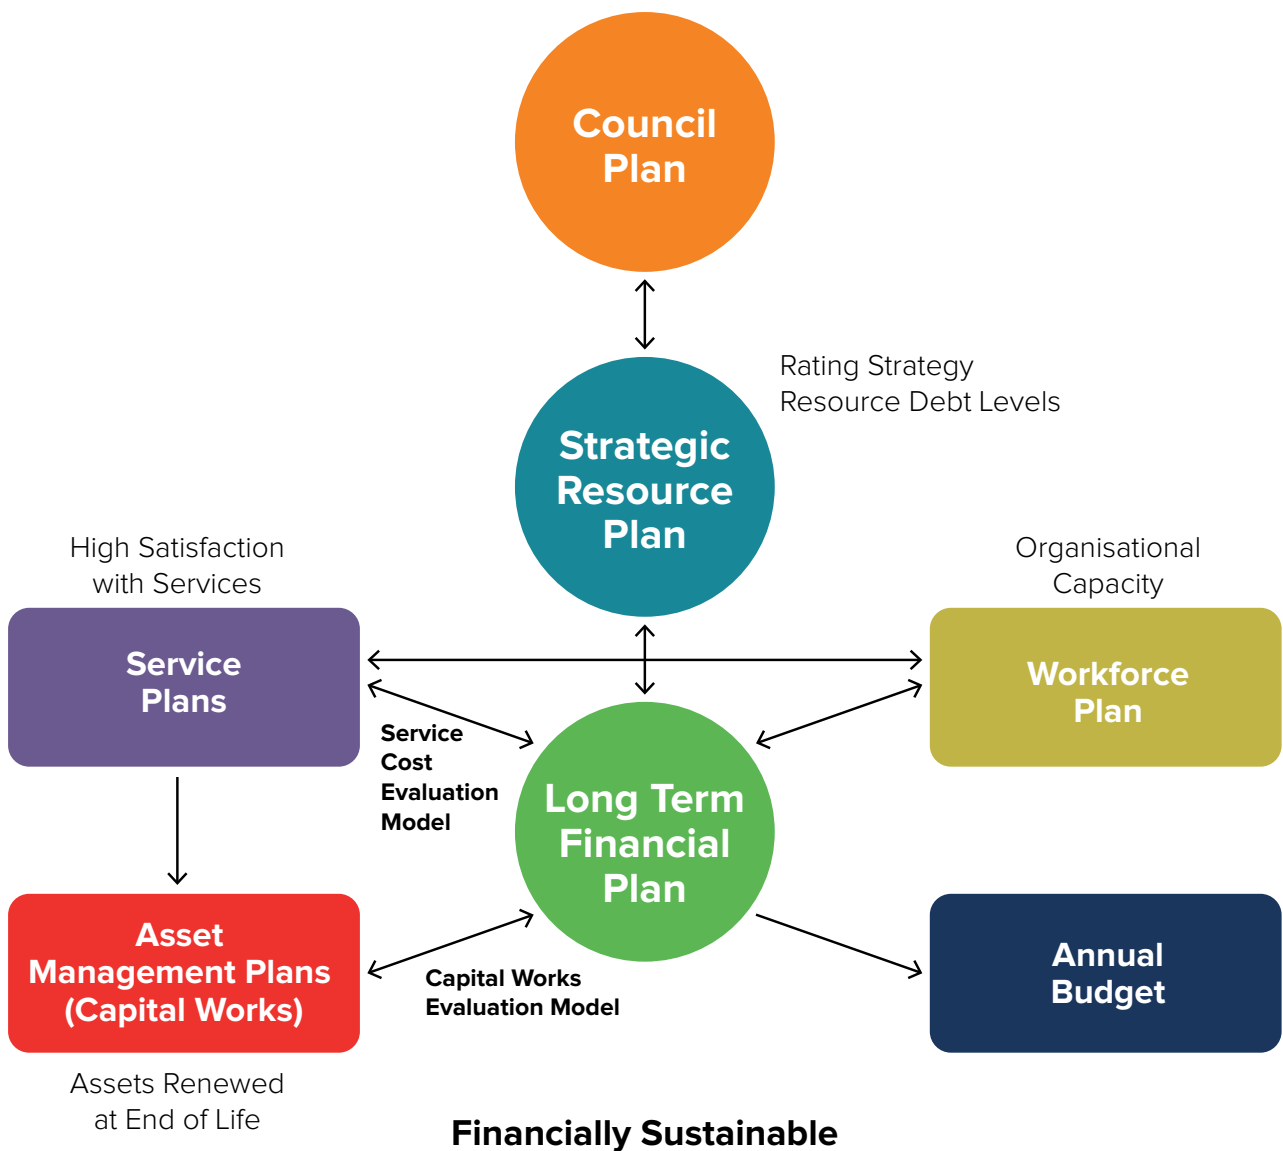 Council
Plan
Rating Strategy
Resource Debt Levels
Strategic
Resource
Plan
High Satisfaction
with Services
Organisational
Capacity
Service
Plans
Workforce
Plan
Service
Cost
Evaluation
Model
Long Term
Financial
Plan
Asset
Management Plans
(Capital Works)
Annual
Budget
Capital Works
Evaluation Model
Assets Renewed
at End of Life
Financially Sustainable